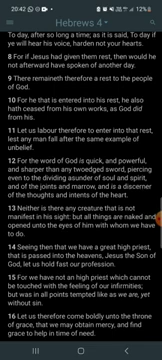 20:42
Hebrews 4
To day, after so long a time; as it is said, To day if
ye will hear his voice, harden not your hearts.
8 For if Jesus had given them rest, then would he
not afterward have spoken of another day.
9 There remaineth therefore a rest to the people
of God.
10 For he that is entered into his rest, he also
hath ceased from his own works, as God did from
his.
11 Let us labour therefore to enter into that rest,
lest any man fall after the same example of
unbelief.
12 For the word of God is quick, and powerful,
and sharper than any twoedged sword, piercing
even to the dividing asunder of soul and spirit,
and of the joints and marrow, and is a discerner
of the thoughts and intents of the heart.
13 Neither is there any creature that is not
manifest in his sight: but all things are naked and
opened unto the eyes of him with whom we have
to do.
14 Seeing then that we have a great high priest,
that is passed into the heavens, Jesus the Son of
God, let us hold fast our profession.
15 For we have not an high priest which cannot
be touched with the feeling of our infirmities;
but was in all points tempted like as we are, yet
without sin.
16 Let us therefore come boldly unto the throne
of grace, that we may obtain mercy, and find
grace to help in time of need.